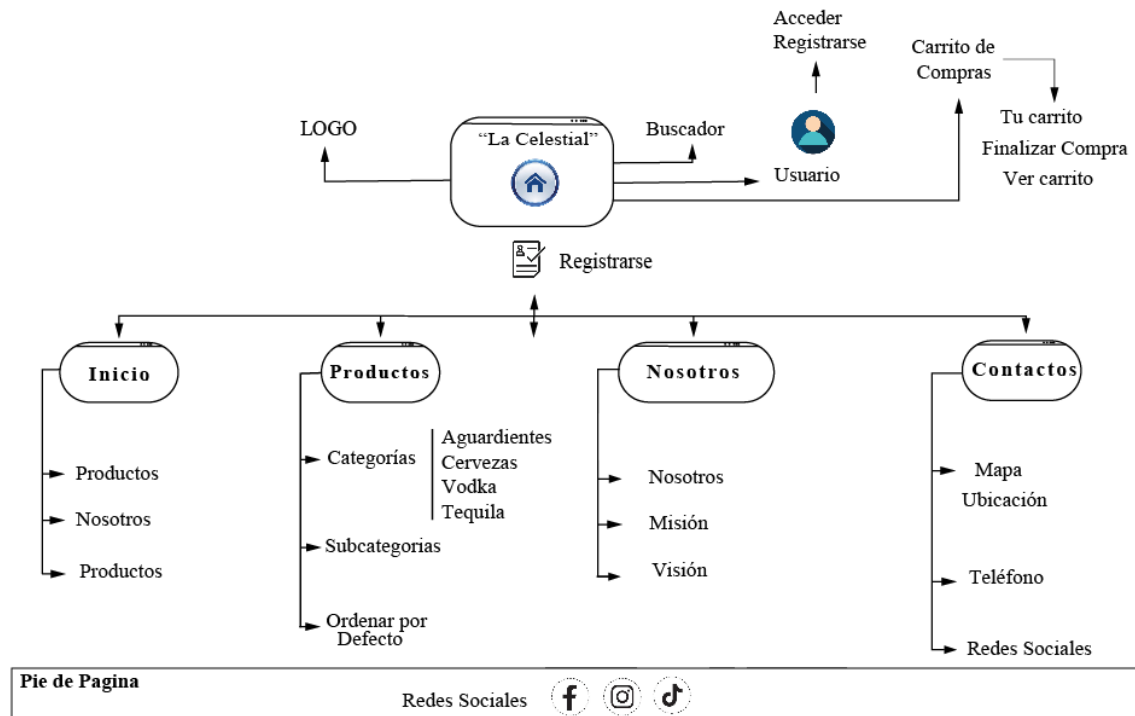 Acceder
Registrarse
Carrito de
Compras
LOGO
“La Celestial”
Buscador
Tu carrito
Finalizar Compra
Ver carrito
Usuario
Registrarse
Inicio
Productos
Nosotros
Contactos
Productos
Nosotros
Productos
Categorías
Aguardientes
Cervezas
Vodka
Tequila
Subcategorias
Ordenar por
Defecto
Nosotros
Misión
Visión
Mapa
Ubicación
Teléfono
Redes Sociales
Pie de Pagina
Redes Sociales